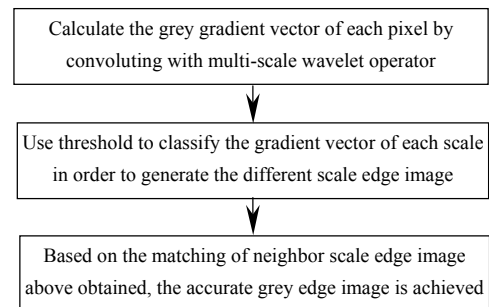 Calculate the grey gradient vector of each pixel by
convoluting with multi-scale wavelet operator
Use threshold to classify the gradient vector of each scale
in order to generate the different scale edge image
Based on the matching of neighbor scale edge image
above obtained, the accurate grey edge image is achieved